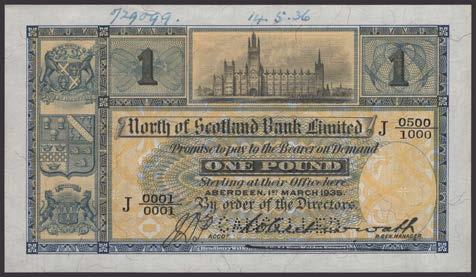 729099. 14.5.36
1 1
North of Scotland Bank Limited
J 0500/1000
Promise to pay to the Bearer on Demand
ONE POUND
Sterling at their Office here.
ABERDEEN, 1ST MARCH 1935.
J 0001/0001
By order of the Directors.
ACCOT.
P. GEN. MANAGER.